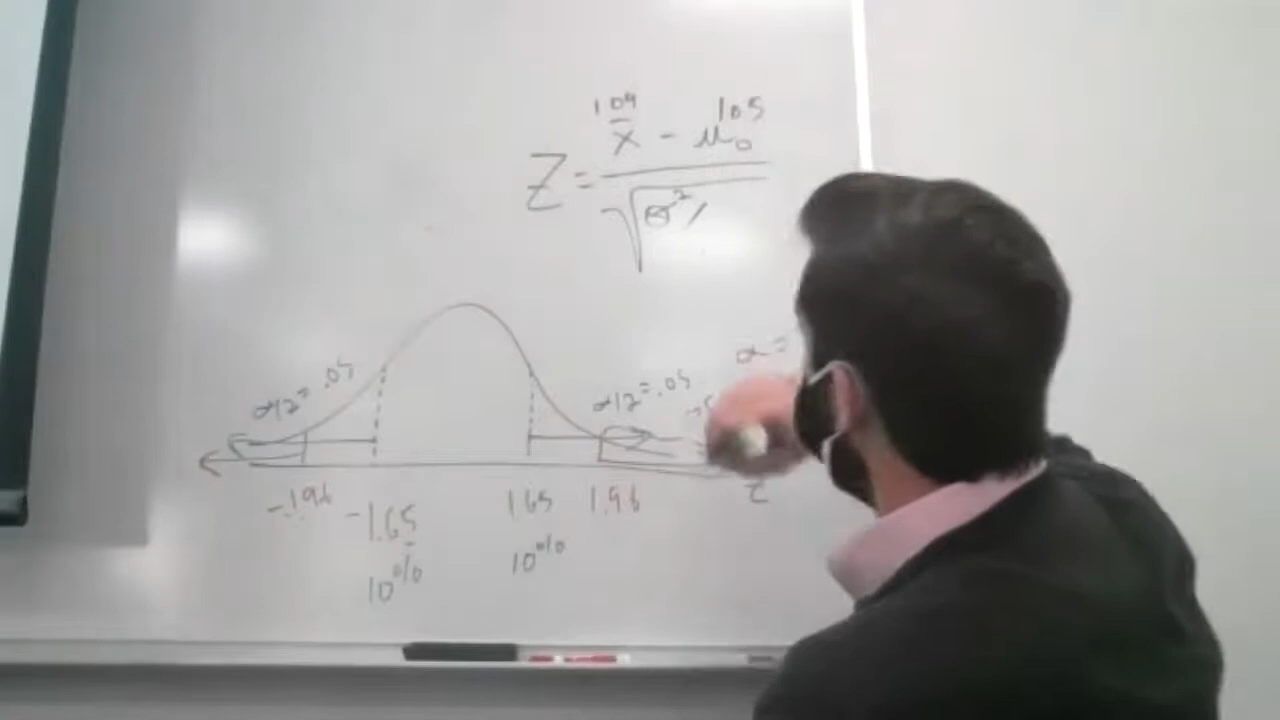 109 105
Z = x̄ - μ₀
√σ²/
α =
α/2 = .05 α/2 = .05
-1.96 -1.65 1.65 1.96 Z
10% 10%